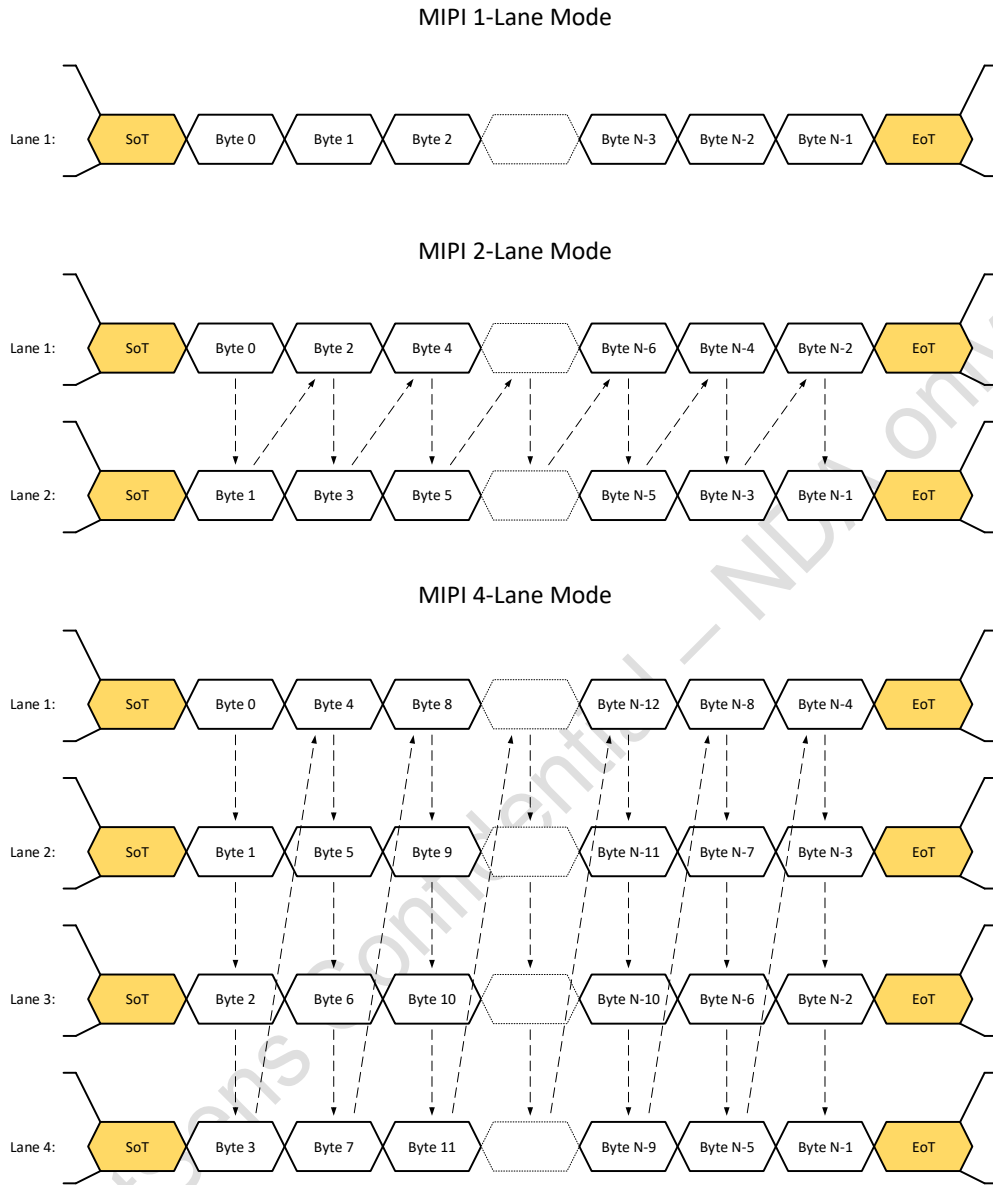 MIPI 1-Lane Mode
Lane 1: SoT Byte 0 Byte 1 Byte 2 Byte N-3 Byte N-2 Byte N-1 EoT
MIPI 2-Lane Mode
Lane 1: SoT Byte 0 Byte 2 Byte 4 Byte N-6 Byte N-4 Byte N-2 EoT
Lane 2: SoT Byte 1 Byte 3 Byte 5 Byte N-5 Byte N-3 Byte N-1 EoT
MIPI 4-Lane Mode
Lane 1: SoT Byte 0 Byte 4 Byte 8 Byte N-12 Byte N-8 Byte N-4 EoT
Lane 2: SoT Byte 1 Byte 5 Byte 9 Byte N-11 Byte N-7 Byte N-3 EoT
Lane 3: SoT Byte 2 Byte 6 Byte 10 Byte N-10 Byte N-6 Byte N-2 EoT
Lane 4: SoT Byte 3 Byte 7 Byte 11 Byte N-9 Byte N-5 Byte N-1 EoT
Confidential – NDA only